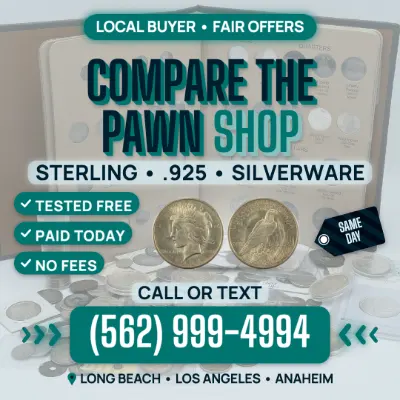 LOCAL BUYER • FAIR OFFERS
COMPARE THE
PAWN SHOP
STERLING • .925 • SILVERWARE
TESTED FREE
PAID TODAY
NO FEES
SAME
DAY
CALL OR TEXT
(562) 999-4994
LONG BEACH • LOS ANGELES • ANAHEIM